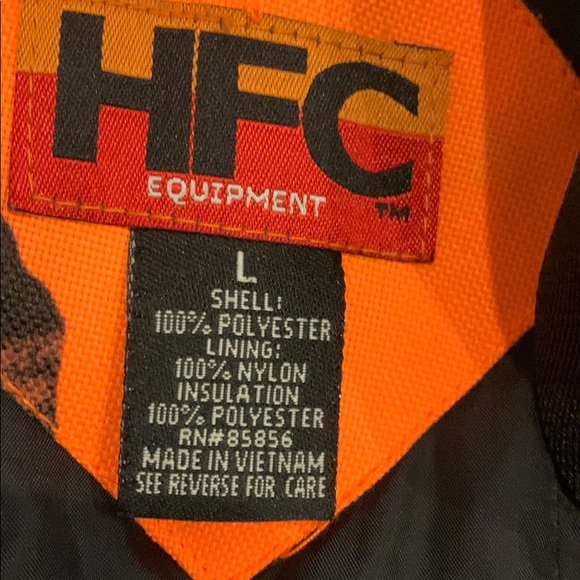 HFC
EQUIPMENT ™
L
SHELL:
100% POLYESTER
LINING:
100% NYLON
INSULATION
100% POLYESTER
RN#85856
MADE IN VIETNAM
SEE REVERSE FOR CARE